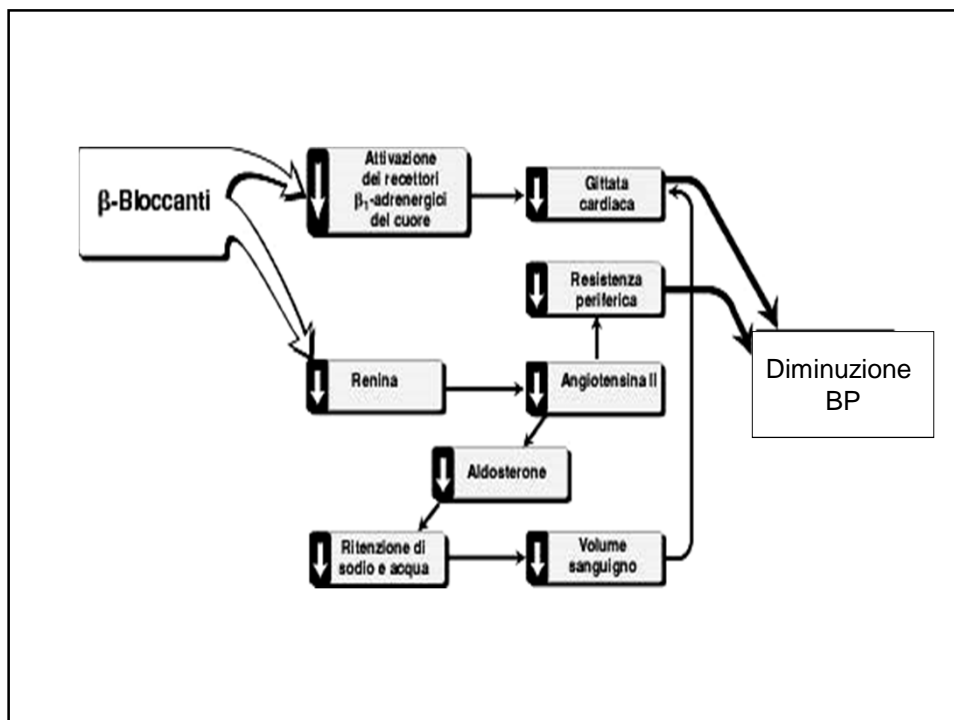 β-Bloccanti
Attivazione
dei recettori
β₁-adrenergici
del cuore
Gittata
cardiaca
Resistenza
periferica
Renina
Angiotensina II
Aldosterone
Ritenzione di
sodio e acqua
Volume
sanguigno
Diminuzione
BP